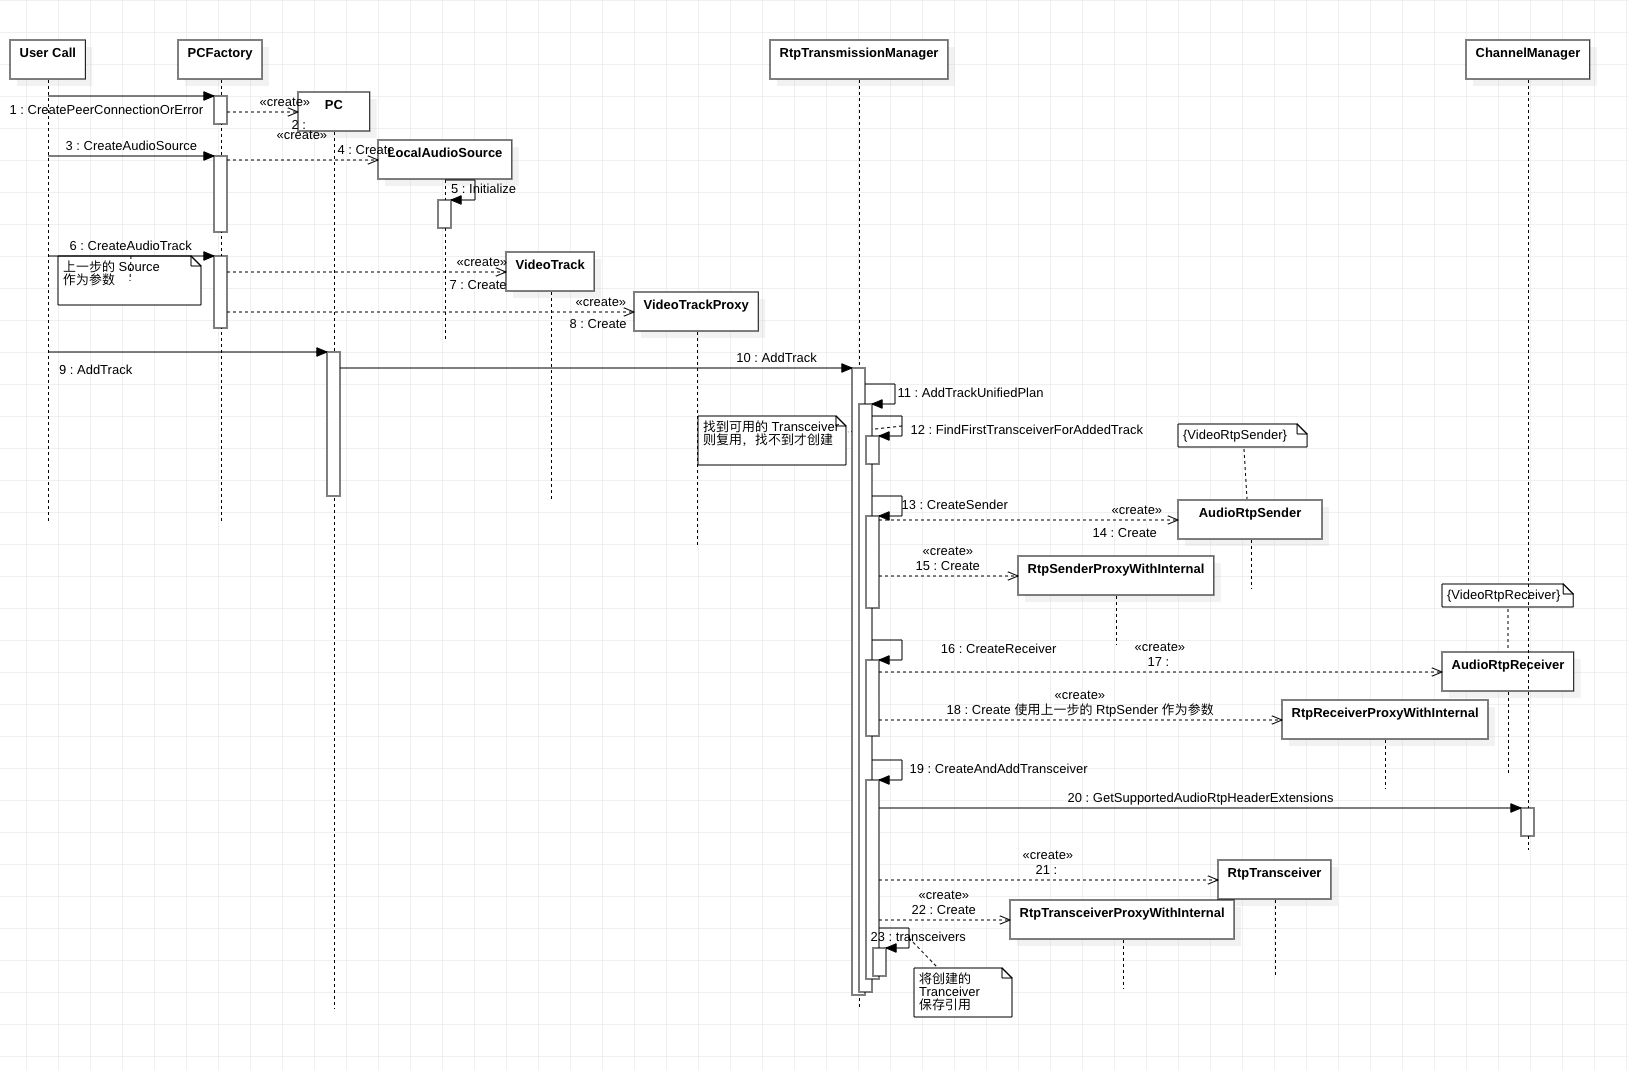 User Call
PCFactory
RtpTransmissionManager
ChannelManager
«create»
PC
1 : CreatePeerConnectionOrError
2 :
«create»
3 : CreateAudioSource
4 : Create
LocalAudioSource
5 : Initialize
6 : CreateAudioTrack
上一步的 Source
作为参数
«create»
VideoTrack
7 : Create
«create»
VideoTrackProxy
8 : Create
9 : AddTrack
10 : AddTrack
11 : AddTrackUnifiedPlan
找到可用的 Transceiver
则复用，找不到才创建
12 : FindFirstTransceiverForAddedTrack
{VideoRtpSender}
13 : CreateSender
«create»
AudioRtpSender
14 : Create
«create»
15 : Create
RtpSenderProxyWithInternal
{VideoRtpReceiver}
16 : CreateReceiver
«create»
17 :
AudioRtpReceiver
«create»
18 : Create 使用上一步的 RtpSender 作为参数
RtpReceiverProxyWithInternal
19 : CreateAndAddTransceiver
20 : GetSupportedAudioRtpHeaderExtensions
«create»
21 :
RtpTransceiver
«create»
22 : Create
RtpTransceiverProxyWithInternal
23 : transceivers
将创建的
Tranceiver
保存引用